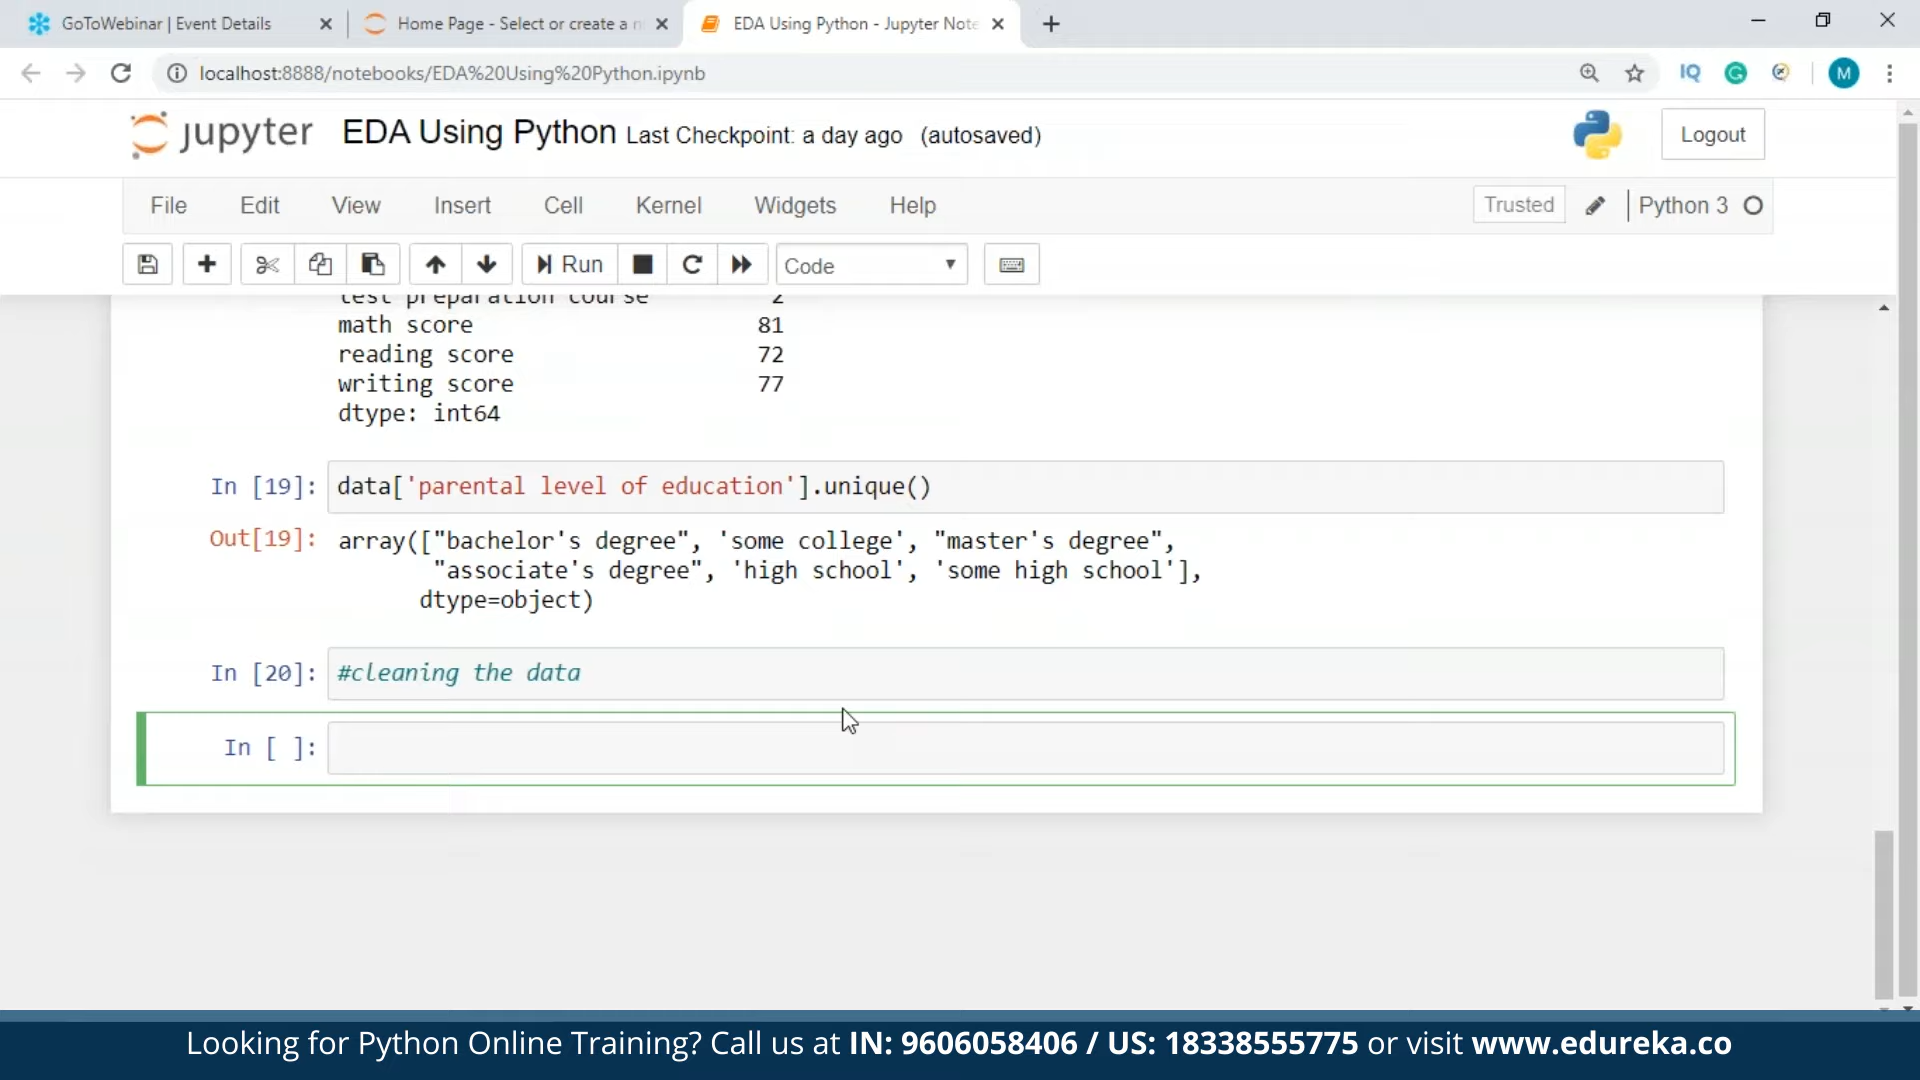 GoToWebinar | Event Details
Home Page - Select or create a n
EDA Using Python - Jupyter Note
localhost:8888/notebooks/EDA%20Using%20Python.ipynb
IQ
G
M
jupyter EDA Using Python Last Checkpoint: a day ago (autosaved)
Logout
File Edit View Insert Cell Kernel Widgets Help
Trusted
Python 3
Run
Code
test preparation course 2
math score 81
reading score 72
writing score 77
dtype: int64
In [19]: data['parental level of education'].unique()
Out[19]: array(["bachelor's degree", 'some college', "master's degree",
"associate's degree", 'high school', 'some high school'],
dtype=object)
In [20]: #cleaning the data
In [ ]:
Looking for Python Online Training? Call us at IN: 9606058406 / US: 18338555775 or visit www.edureka.co